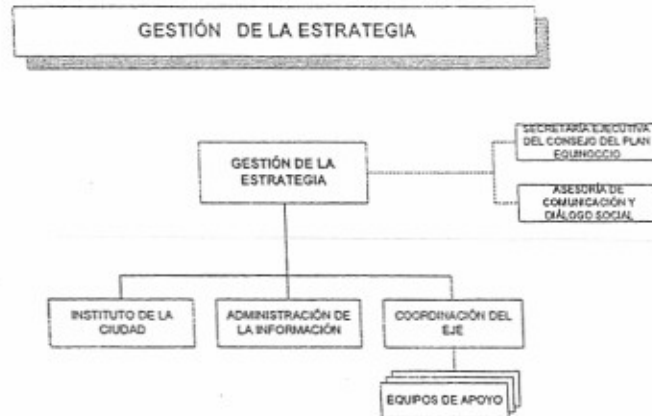 GESTIÓN DE LA ESTRATEGIA
SECRETARÍA EJECUTIVA
DEL CONSEJO DEL PLAN
EQUINOCCIO
GESTIÓN DE LA
ESTRATEGIA
ASESORÍA DE
COMUNICACIÓN Y
DIÁLOGO SOCIAL
INSTITUTO DE LA
CIUDAD
ADMINISTRACIÓN DE
LA INFORMACIÓN
COORDINACIÓN DEL
EJE
EQUIPOS DE APOYO